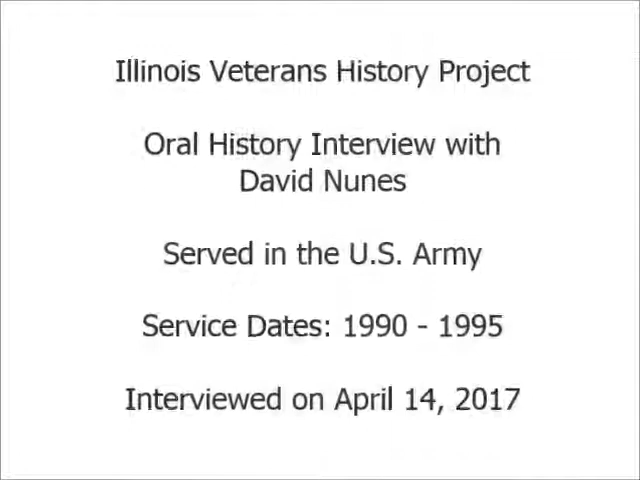 Illinois Veterans History Project
Oral History Interview with
David Nunes
Served in the U.S. Army
Service Dates: 1990 - 1995
Interviewed on April 14, 2017